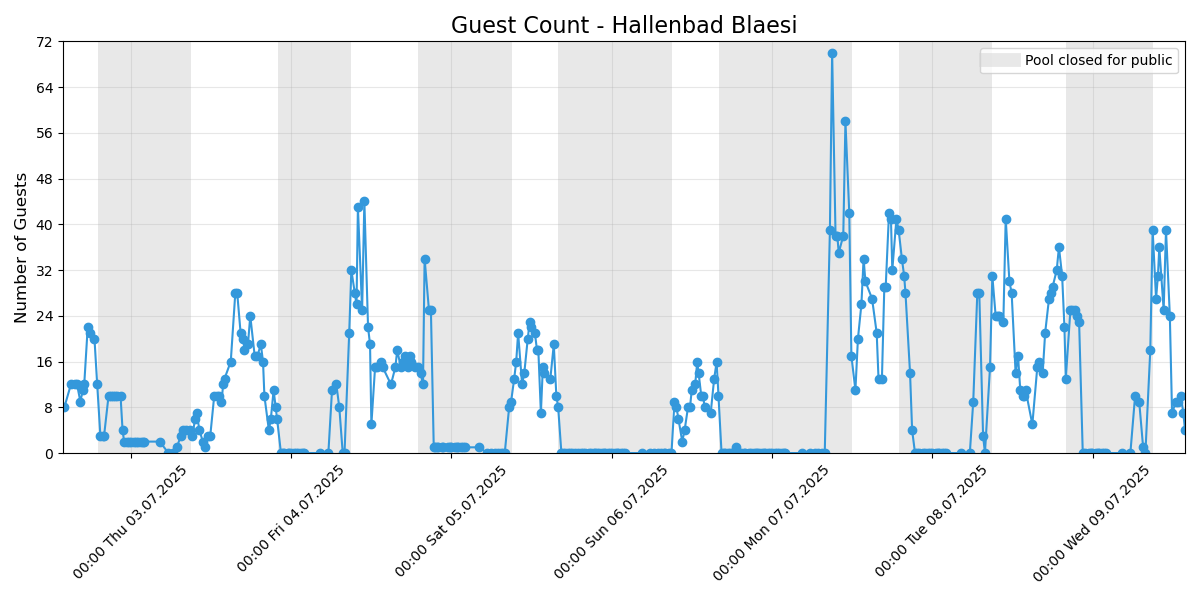 Guest Count - Hallenbad Blaesi
Pool closed for public
Number of Guests
72
64
56
48
40
32
24
16
8
0
00:00 Thu 03.07.2025
00:00 Fri 04.07.2025
00:00 Sat 05.07.2025
00:00 Sun 06.07.2025
00:00 Mon 07.07.2025
00:00 Tue 08.07.2025
00:00 Wed 09.07.2025